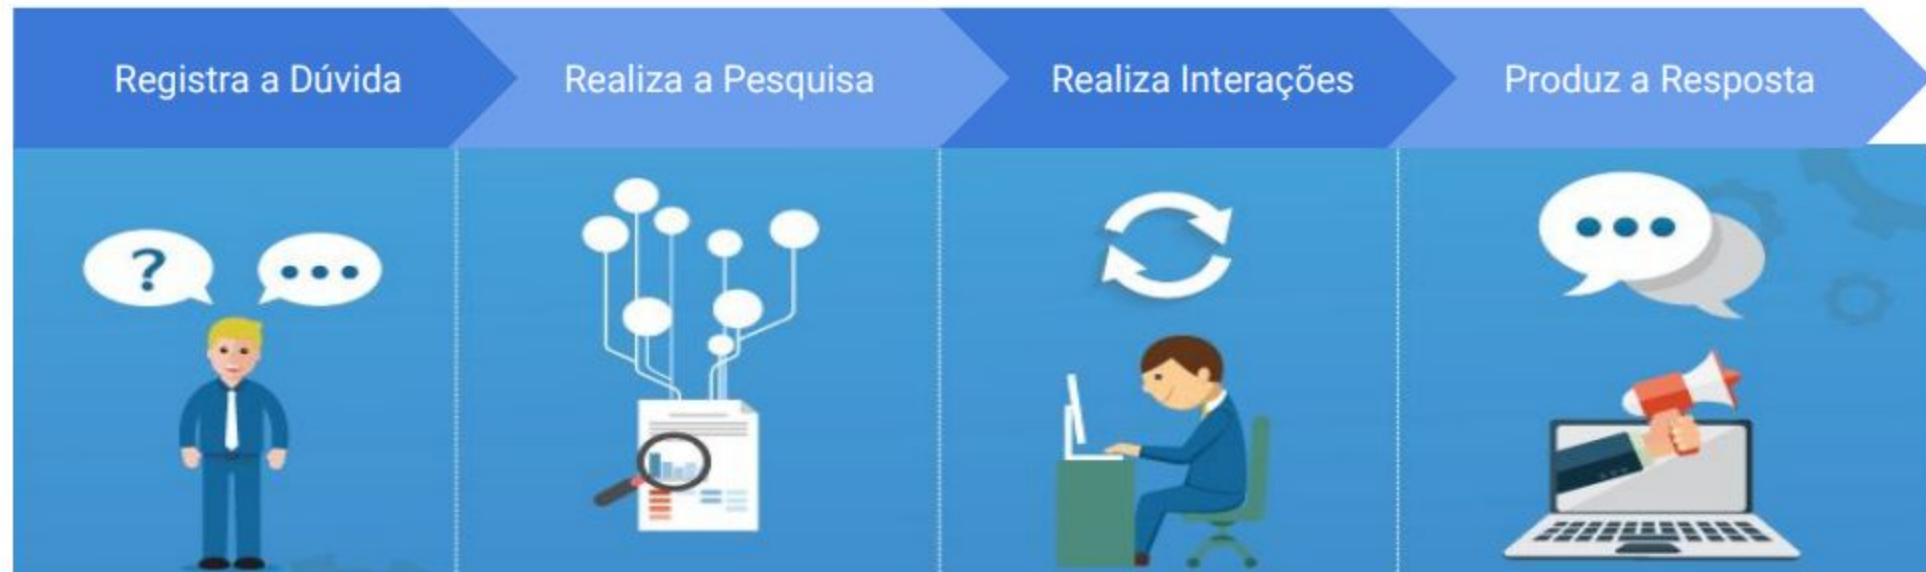 Registra a Dúvida
Realiza a Pesquisa
Realiza Interações
Produz a Resposta
?